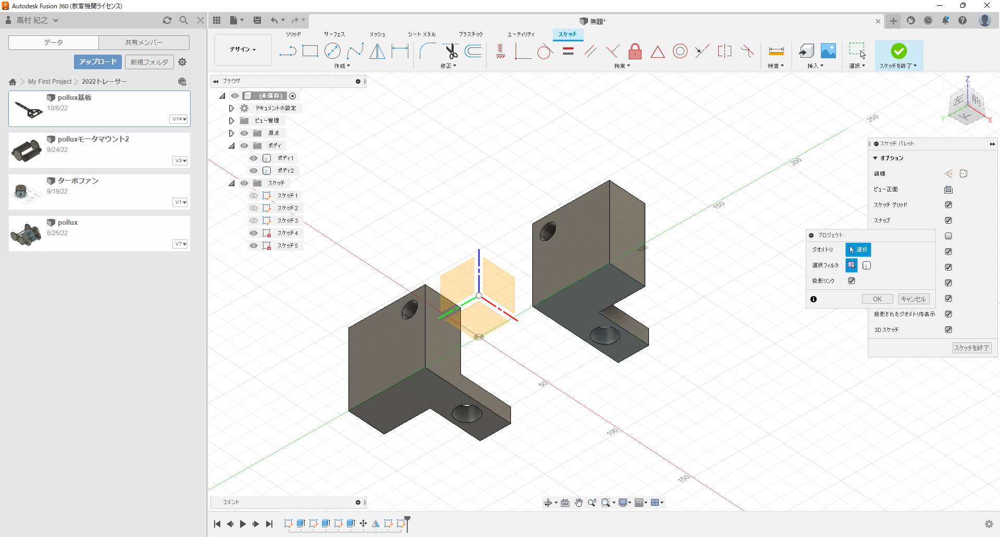 Autodesk Fusion 360 (教育機関ライセンス)
高村 紀之
無題*
データ
共有メンバー
アップロード
新規フォルダ
My First Project
2022トレーサー
pollux基板
10/6/22
V14
polluxモータマウント2
9/24/22
V3
ターボファン
9/19/22
V1
pollux
6/25/22
V7
デザイン
ソリッド
サーフェス
メッシュ
シート メタル
プラスチック
ユーティリティ
スケッチ
作成
修正
拘束
検査
挿入
選択
スケッチを終了
ブラウザ
(未保存)
ドキュメントの設定
ビュー管理
原点
ボディ
ボディ1
ボディ2
スケッチ
スケッチ1
スケッチ2
スケッチ3
スケッチ4
スケッチ5
Z
左
前
下
Y
X
250
200
150
100
50
100
150
スケッチ パレット
オプション
線種
ビュー正面
スケッチ グリッド
スナップ
プロジェクト
ジオメトリ
選択
選択フィルタ
投影リンク
OK
キャンセル
投影されたジオメトリを表示
3D スケッチ
スケッチを終了
コメント